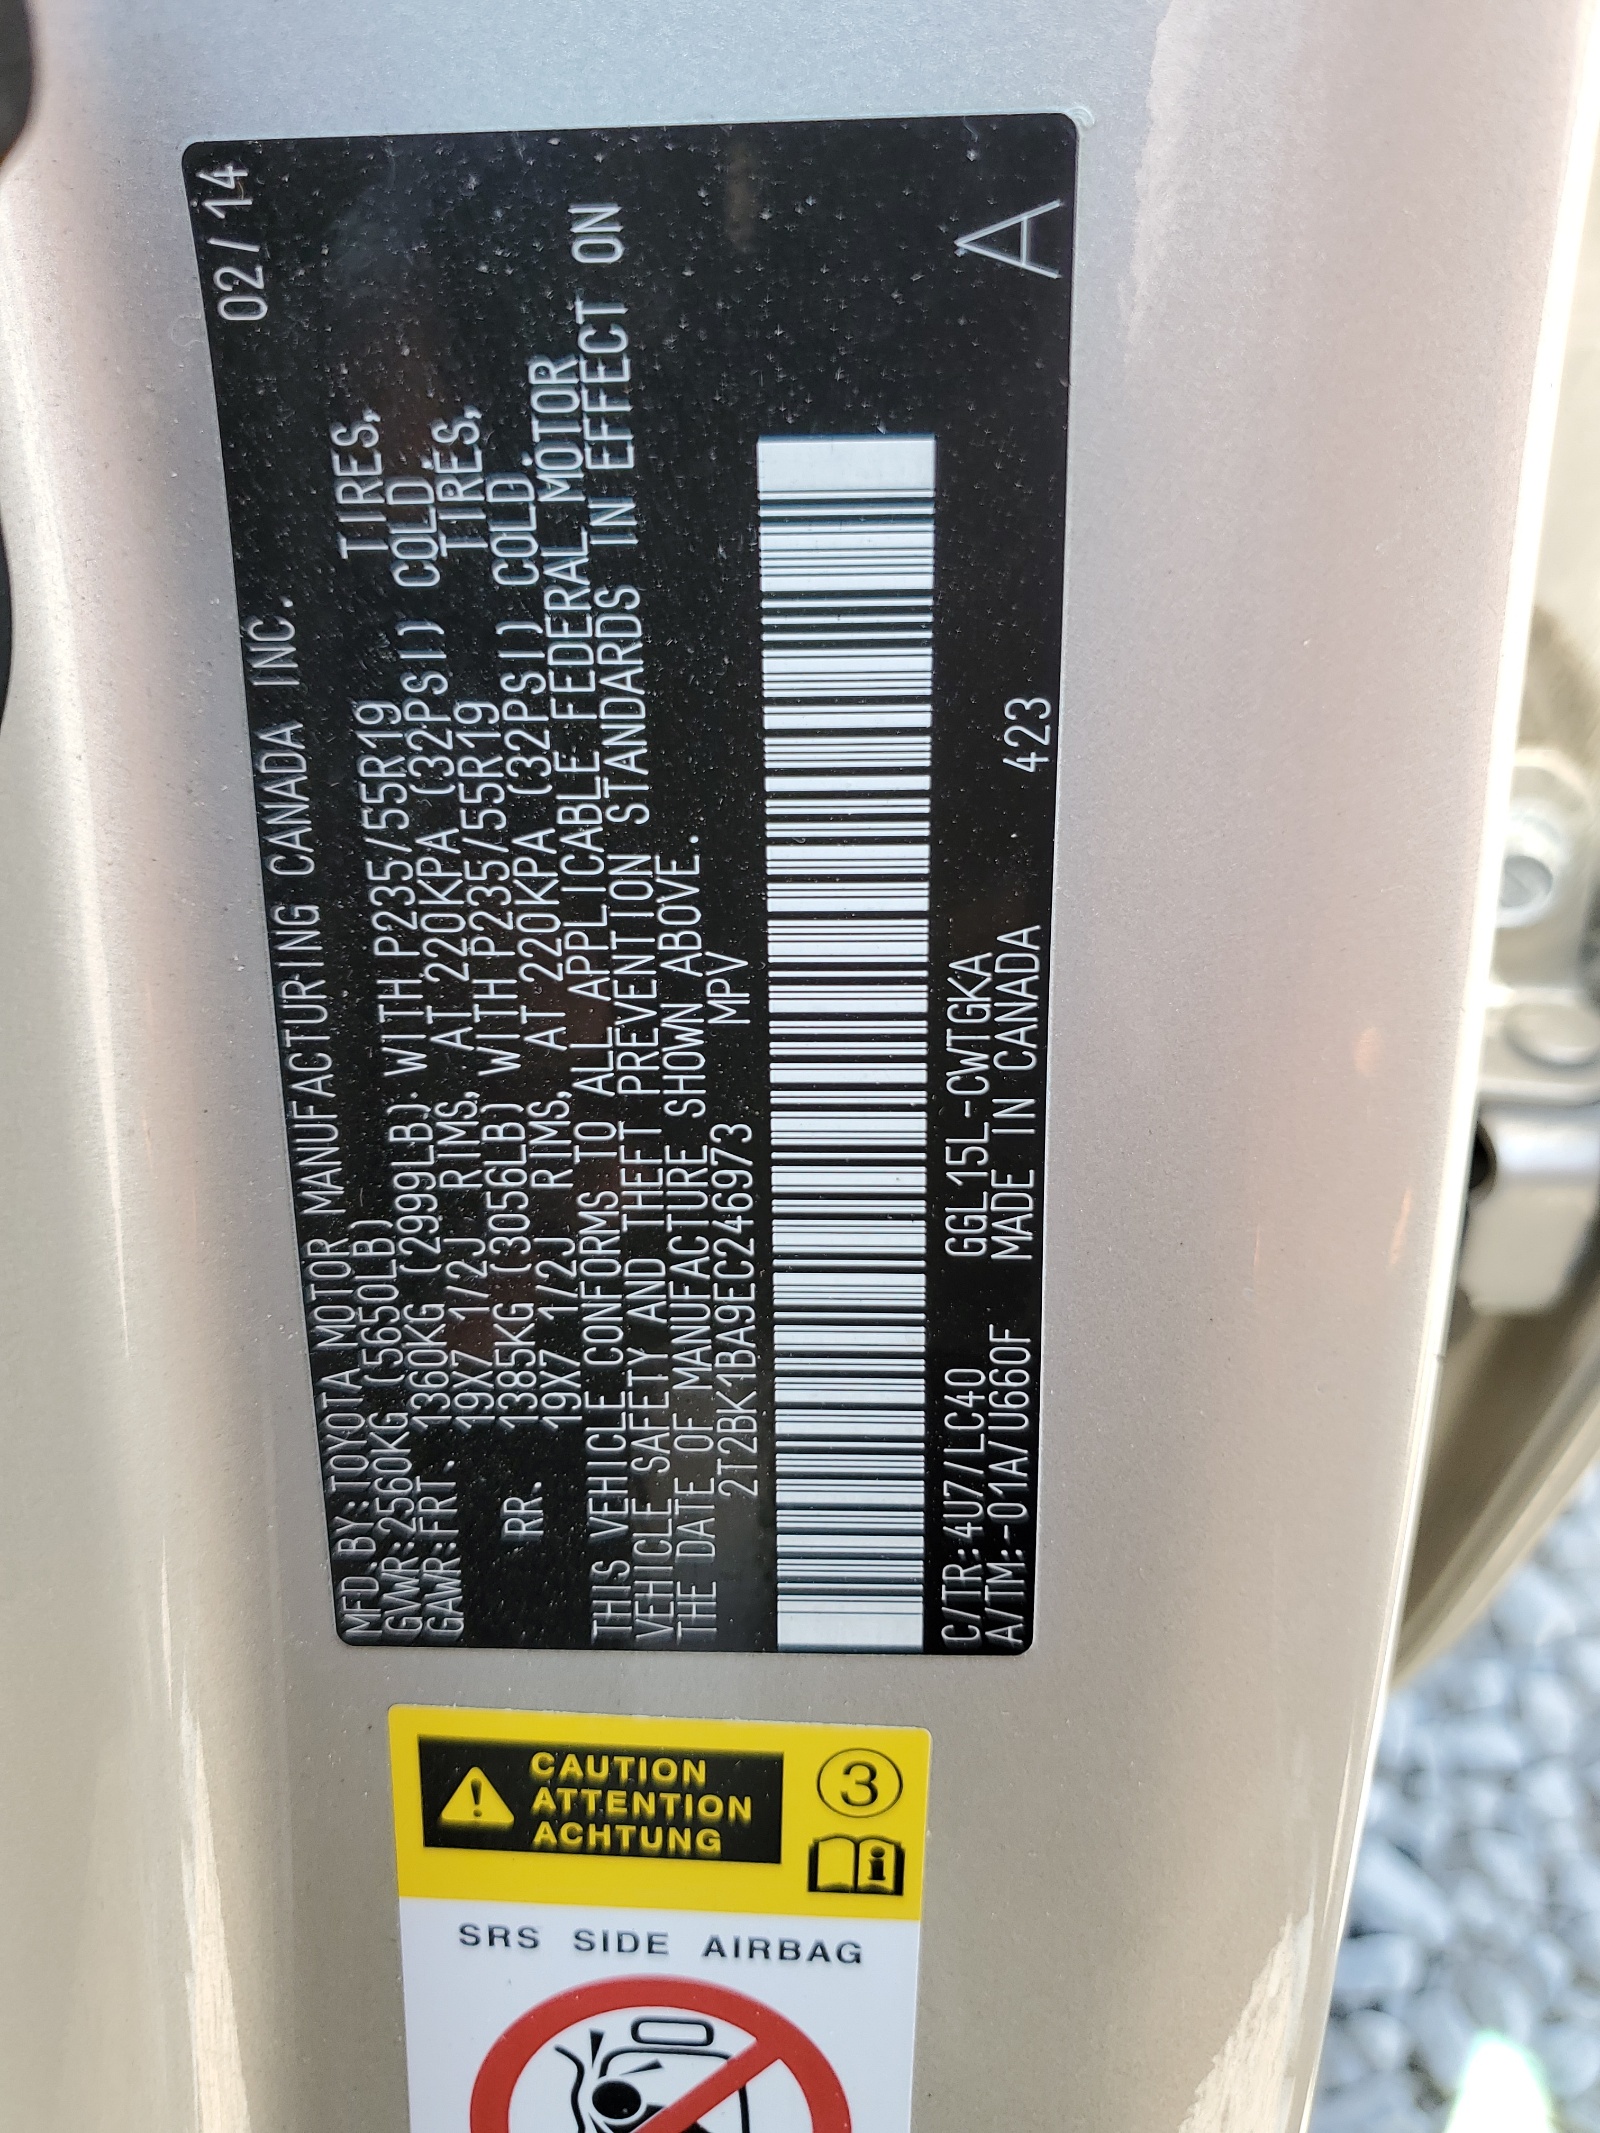 02/14
MFD.BY:TOYOTA MOTOR MANUFACTURING CANADA INC.
GVWR:2560KG (5650LB)
GAWR:FRT. 1360KG (2999LB). WITH P235/55R19 TIRES,
19X7 1/2J RIMS, AT 220KPA (32PSI) COLD.
RR. 1385KG (3056LB) WITH P235/55R19 TIRES,
19X7 1/2J RIMS, AT 220KPA (32PSI) COLD.
THIS VEHICLE CONFORMS TO ALL APPLICABLE FEDERAL MOTOR
VEHICLE SAFETY AND THEFT PREVENTION STANDARDS IN EFFECT ON
THE DATE OF MANUFACTURE SHOWN ABOVE.
2T2BK1BA9EC246973 MPV
C/TR:4U7/LC40 GGL15L-CWTGKA
A/TM:-01A/U660F MADE IN CANADA 423 A
CAUTION
ATTENTION
ACHTUNG
3
i
SRS SIDE AIRBAG